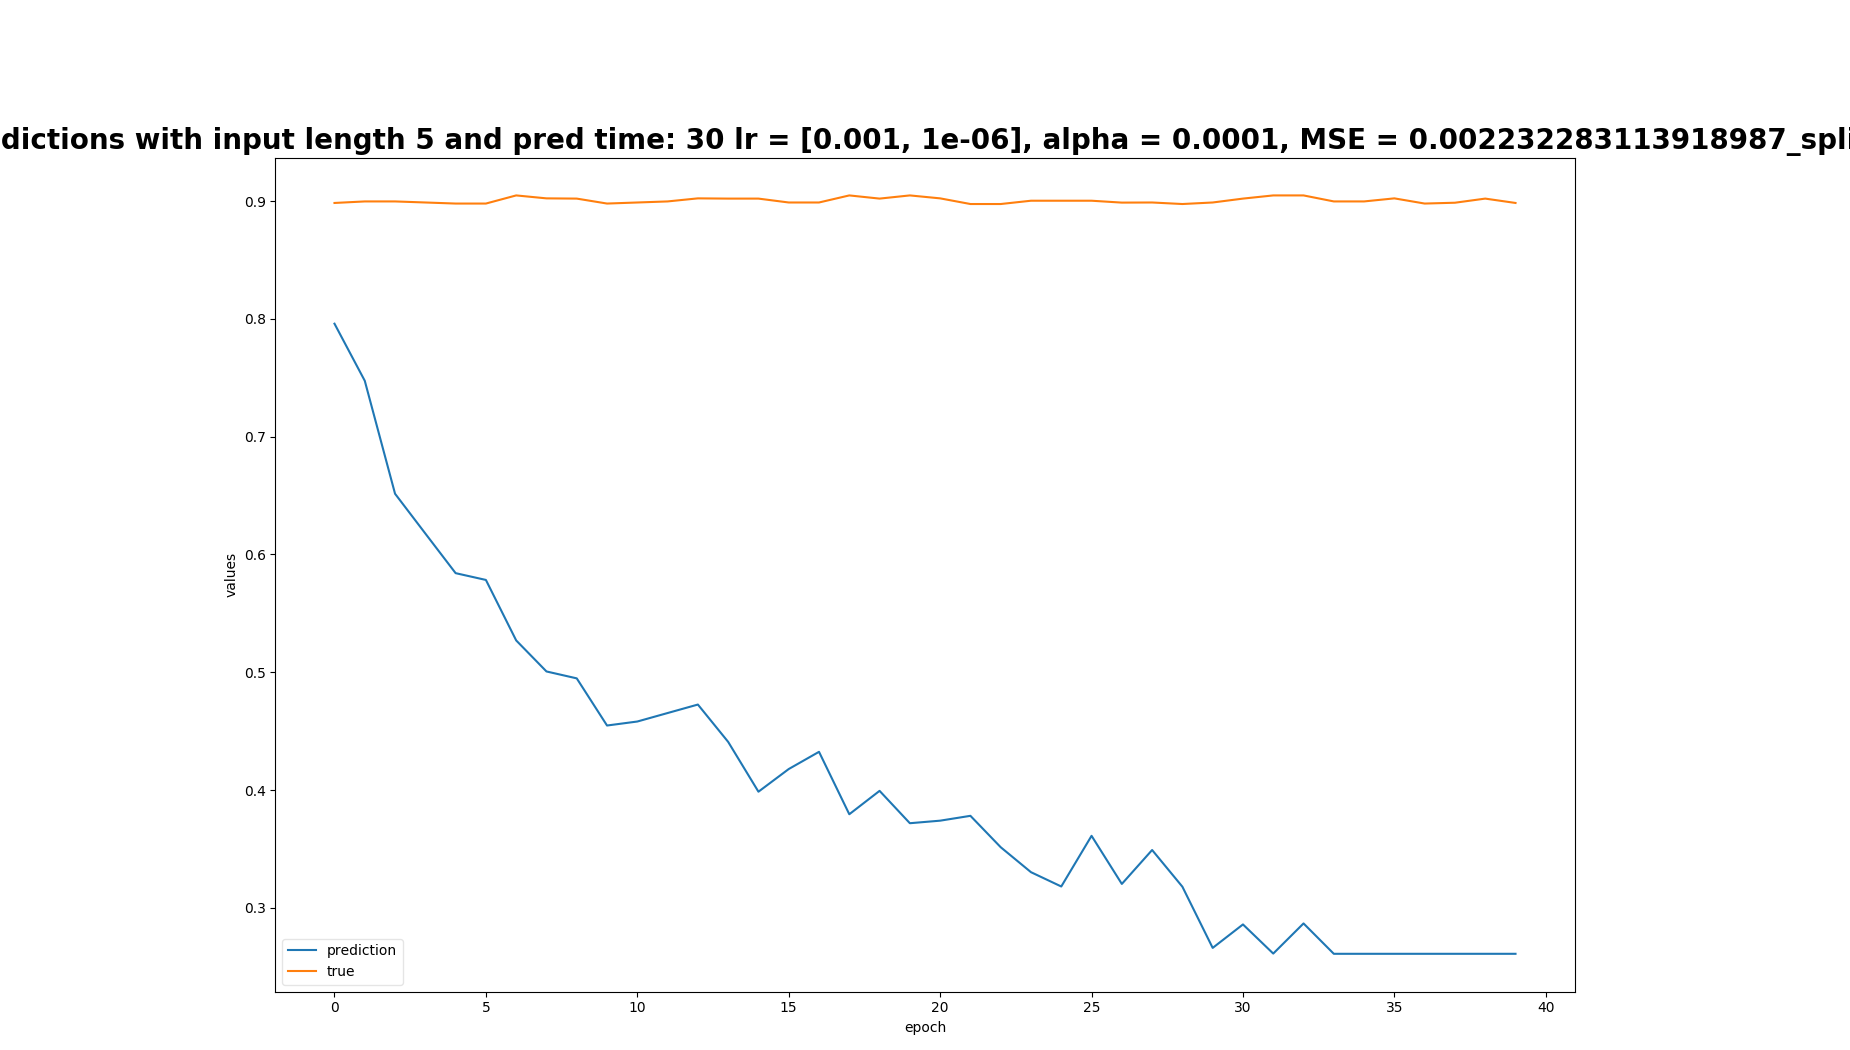 dictions with input length 5 and pred time: 30 lr = [0.001, 1e-06], alpha = 0.0001, MSE = 0.002232283113918987_spli
0.9
0.8
0.7
0.6
0.5
0.4
0.3
values
prediction
true
0 5 10 15 20 25 30 35 40
epoch